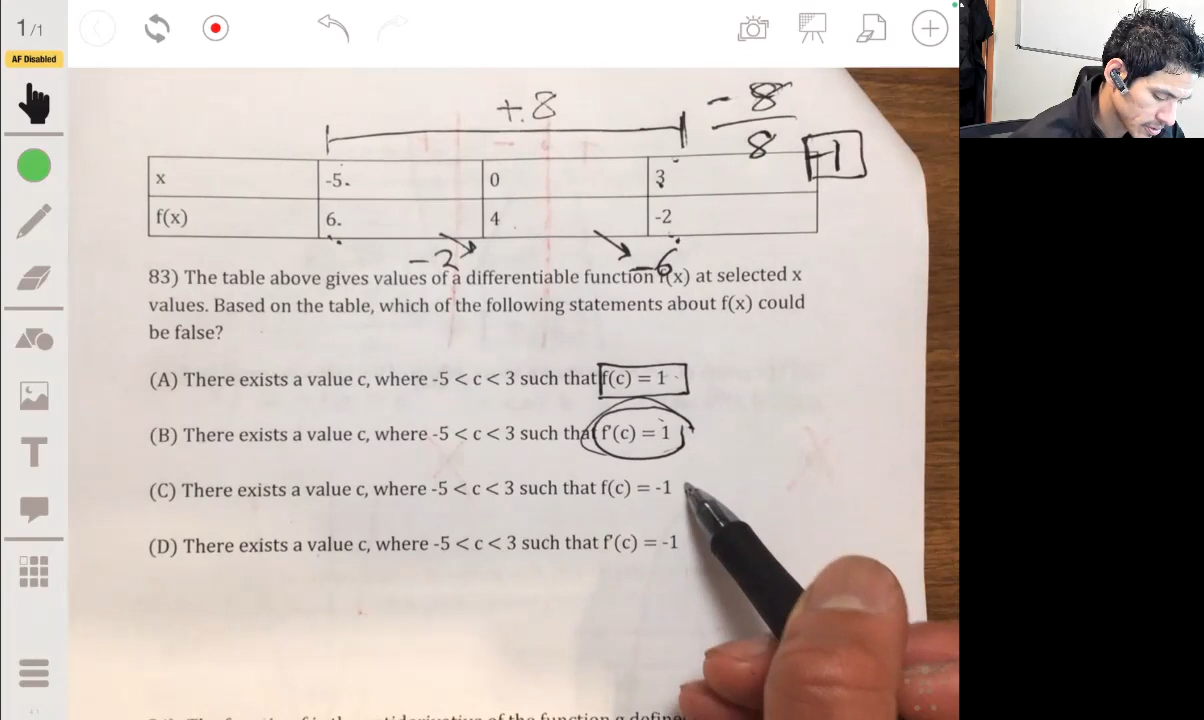 1/1
AF Disabled
+.8
- 8
8
-1
x -5. 0 3
f(x) 6. 4 -2
-2 -6
83) The table above gives values of a differentiable function f(x) at selected x
values. Based on the table, which of the following statements about f(x) could
be false?
(A) There exists a value c, where -5 < c < 3 such that f(c) = 1
(B) There exists a value c, where -5 < c < 3 such that f'(c) = 1
(C) There exists a value c, where -5 < c < 3 such that f(c) = -1
(D) There exists a value c, where -5 < c < 3 such that f'(c) = -1
T